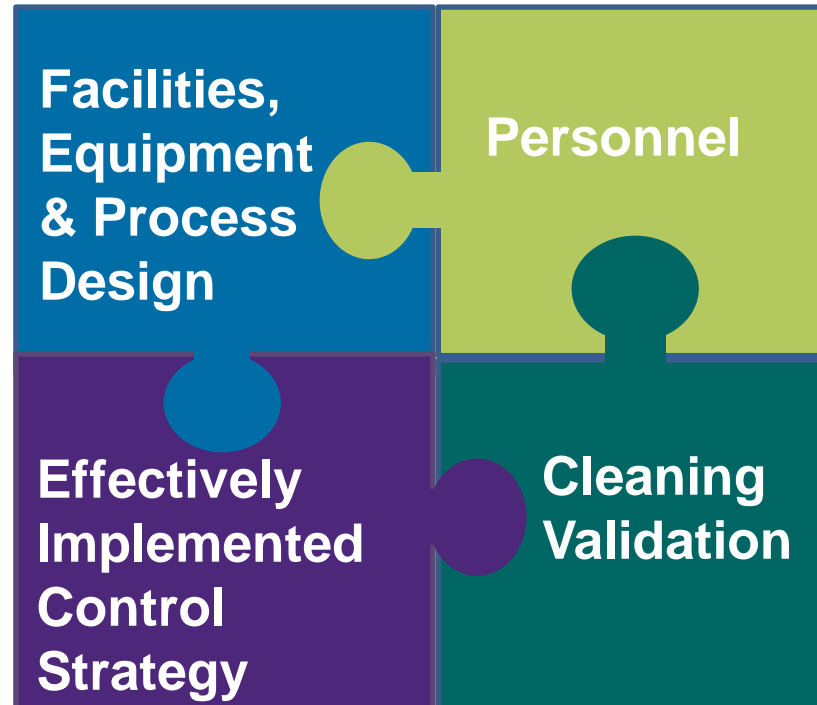 Facilities,
Equipment
& Process
Design
Personnel
Effectively
Implemented
Control
Strategy
Cleaning
Validation